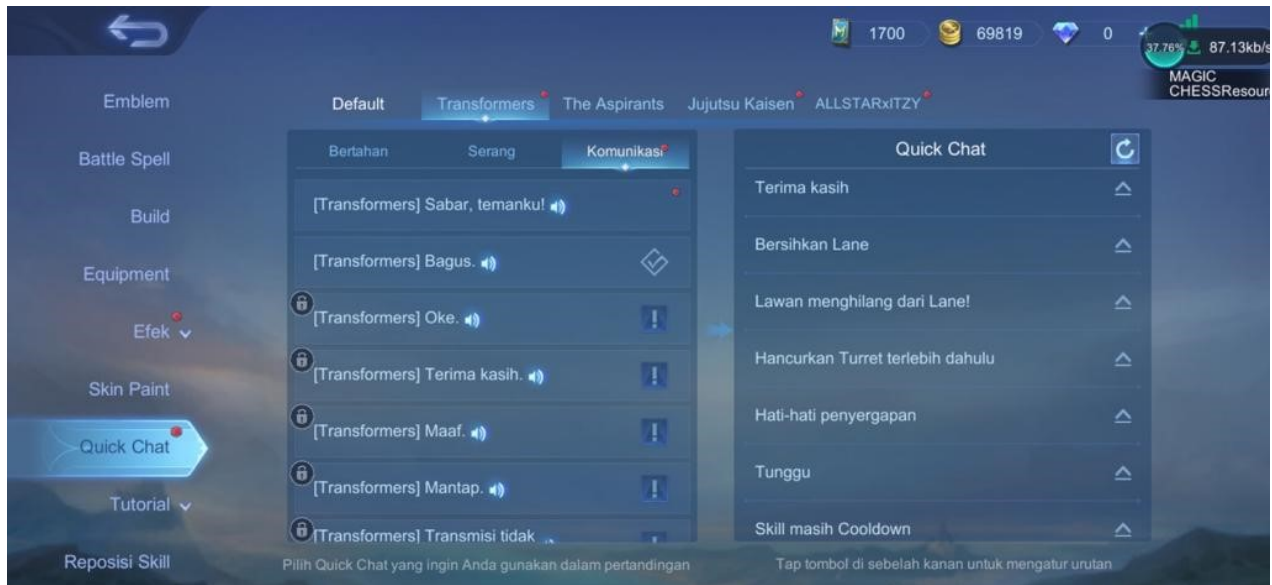 1700
69819
0
37.76%
87.13kb/s
MAGIC
CHESSResour
Emblem
Battle Spell
Build
Equipment
Efek
Skin Paint
Quick Chat
Tutorial
Reposisi Skill
Default
Transformers
The Aspirants
Jujutsu Kaisen
ALLSTARxITZY
Bertahan
Serang
Komunikasi
[Transformers] Sabar, temanku!
[Transformers] Bagus.
[Transformers] Oke.
[Transformers] Terima kasih.
[Transformers] Maaf.
[Transformers] Mantap.
[Transformers] Transmisi tidak
Pilih Quick Chat yang ingin Anda gunakan dalam pertandingan
Quick Chat
Terima kasih
Bersihkan Lane
Lawan menghilang dari Lane!
Hancurkan Turret terlebih dahulu
Hati-hati penyergapan
Tunggu
Skill masih Cooldown
Tap tombol di sebelah kanan untuk mengatur urutan